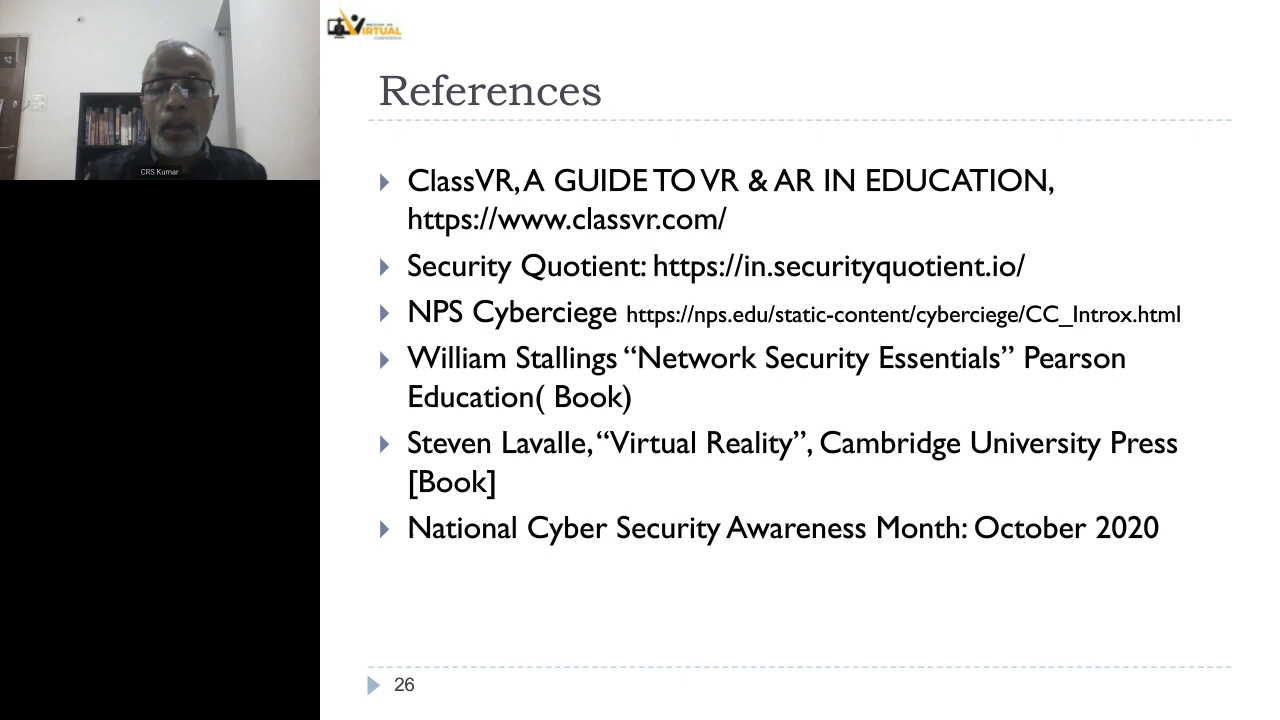 VIRTUAL
CONFERENCE
References
CRS Kumar
ClassVR, A GUIDE TO VR & AR IN EDUCATION,
https://www.classvr.com/
Security Quotient: https://in.securityquotient.io/
NPS Cyberciege https://nps.edu/static-content/cyberciege/CC_Introx.html
William Stallings “Network Security Essentials” Pearson
Education( Book)
Steven Lavalle, “Virtual Reality”, Cambridge University Press
[Book]
National Cyber Security Awareness Month: October 2020
26